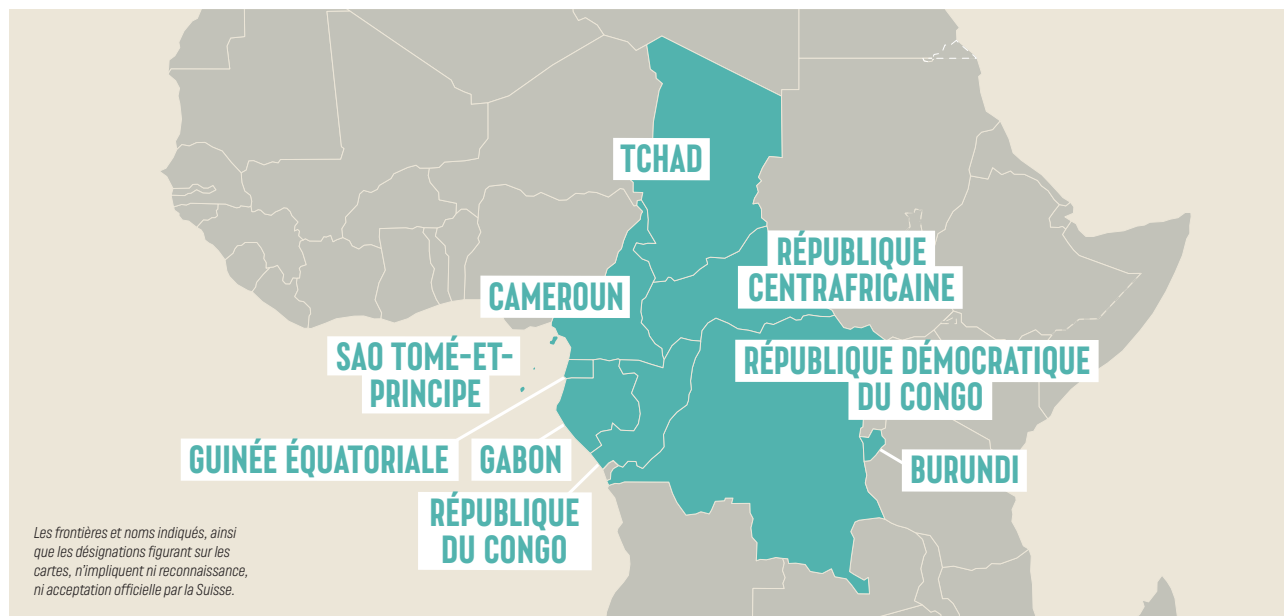 TCHAD
RÉPUBLIQUE
CENTRAFRICAINE
CAMEROUN
SAO TOMÉ-ET-
PRINCIPE
RÉPUBLIQUE DÉMOCRATIQUE
DU CONGO
GUINÉE ÉQUATORIALE
GABON
BURUNDI
RÉPUBLIQUE
DU CONGO
Les frontières et noms indiqués, ainsi
que les désignations figurant sur les
cartes, n'impliquent ni reconnaissance,
ni acceptation officielle par la Suisse.